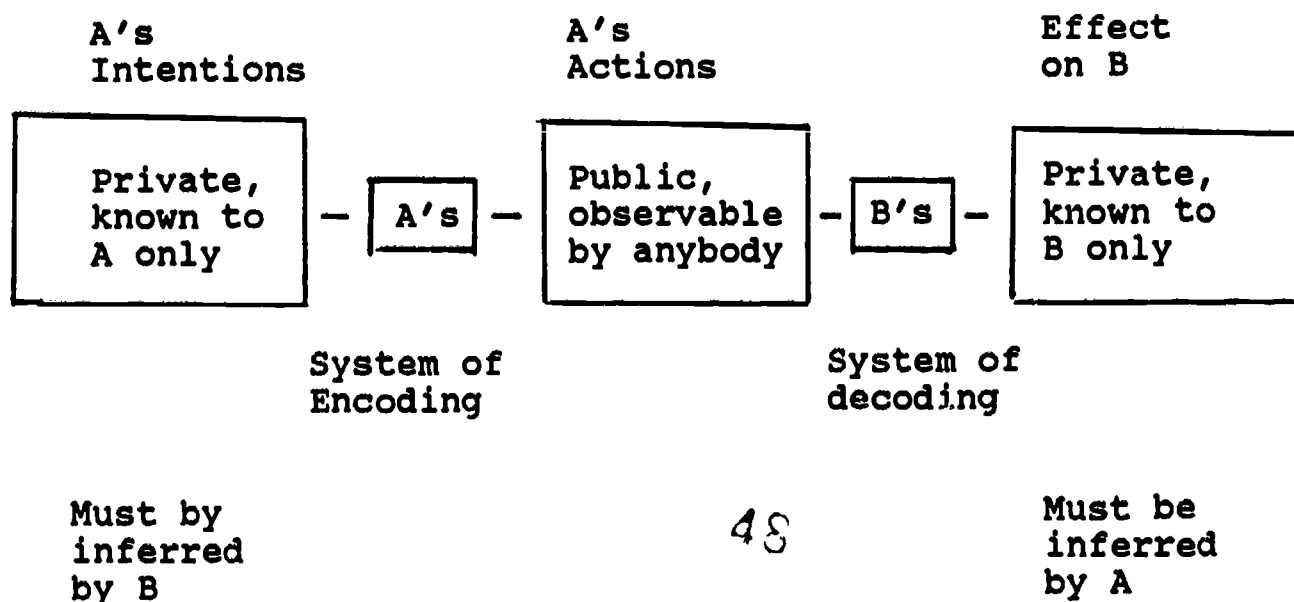 A's
Intentions
A's
Actions
Effect
on B
Private,
known to
A only
A's
Public,
observable
by anybody
B's
Private,
known to
B only
System of
Encoding
System of
decoding
Must by
inferred
by B
48
Must be
inferred
by A